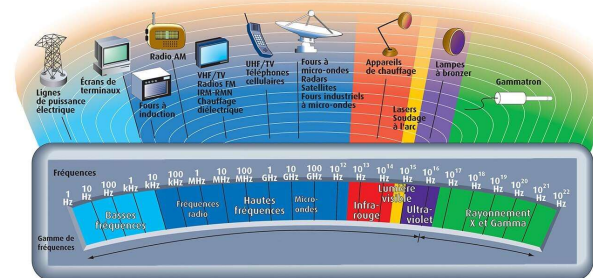 Lignes
de puissance
électrique
Écrans de
terminaux
Radio AM
Fours à
induction
VHF/TV
Radios FM
IRM-RMN
Chauffage
diélectrique
UHF/TV
Téléphones
cellulaires
Fours à
micro-ondes
Radars
Satellites
Fours industriels
à micro-ondes
Appareils
de chauffage
Lasers
Soudage
à l'arc
Lampes
à bronzer
Gammatron
Fréquences
1
Hz
10
Hz
100
Hz
1
kHz
10
kHz
100
kHz
1
MHz
10
MHz
100
MHz
1
GHz
10
GHz
100
GHz
10¹²
Hz
10¹³
Hz
10¹⁴
Hz
10¹⁵
Hz
10¹⁶
Hz
10¹⁷
Hz
10¹⁸
Hz
10¹⁹
Hz
10²⁰
Hz
10²¹
Hz
10²²
Hz
Basses
fréquences
Fréquences
radio
Hautes
fréquences
Micro-
ondes
Infra-
rouge
Lumière
visible
Ultra-
violet
Rayonnement
X et Gamma
Gamme de
fréquences